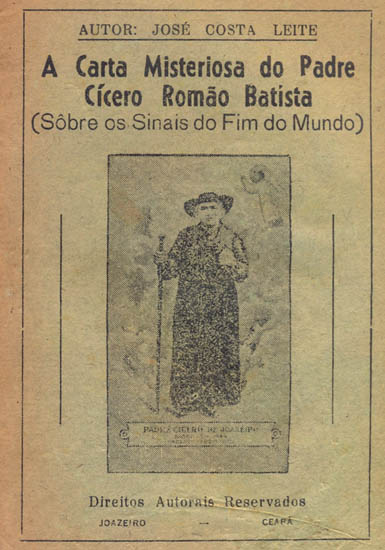 AUTOR: JOSÉ COSTA LEITE
A Carta Misteriosa do Padre
Cícero Romão Batista
(Sôbre os Sinais do Fim do Mundo)
PADRE CICERO DE JOAZEIRO
Direitos Autorais Reservados
JOAZEIRO — CEARÁ